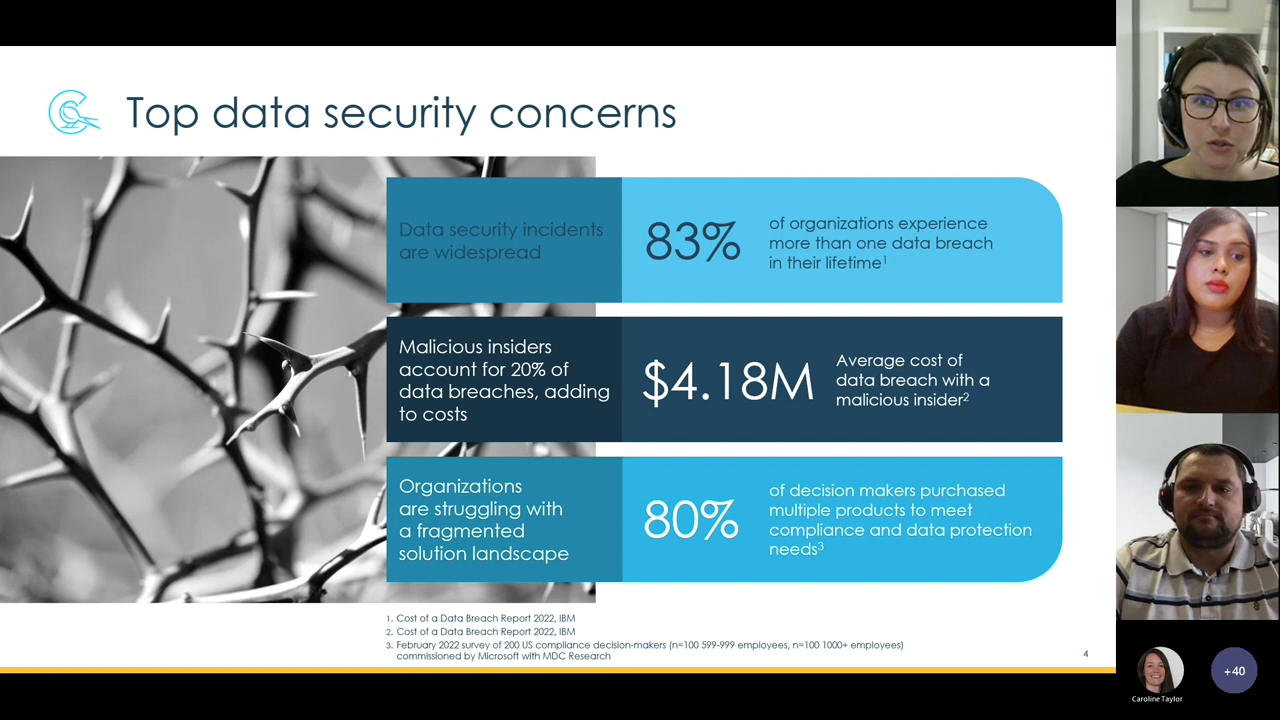 Top data security concerns
Data security incidents
are widespread
83%
of organizations experience
more than one data breach
in their lifetime¹
Malicious insiders
account for 20% of
data breaches, adding
to costs
$4.18M
Average cost of
data breach with a
malicious insider²
Organizations
are struggling with
a fragmented
solution landscape
80%
of decision makers purchased
multiple products to meet
compliance and data protection
needs³
1. Cost of a Data Breach Report 2022, IBM
2. Cost of a Data Breach Report 2022, IBM
3. February 2022 survey of 200 US compliance decision-makers (n=100 599-999 employees, n=100 1000+ employees)
commissioned by Microsoft with MDC Research
4
Caroline Taylor
+40